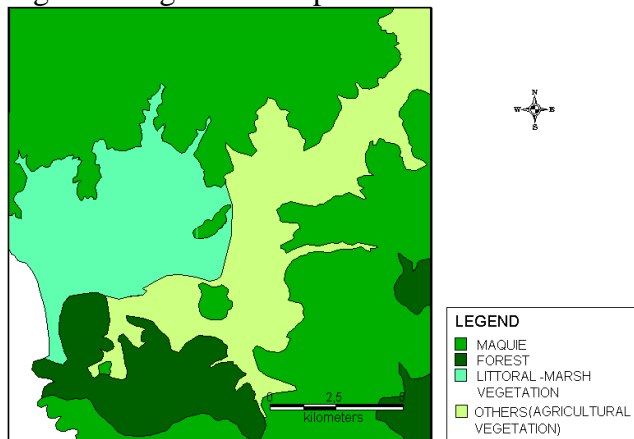 N
W E
S
0 2.5 5
kilometers
LEGEND
MAQUIE
FOREST
LITTORAL -MARSH
VEGETATION
OTHERS(AGRICULTURAL
VEGETATION)